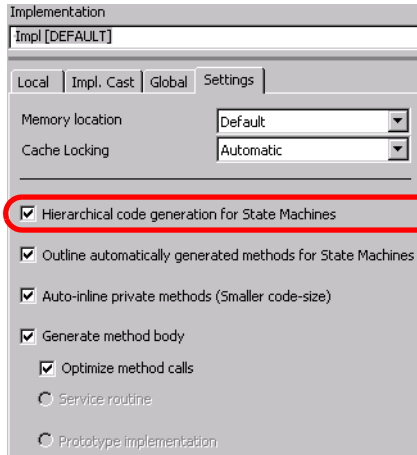 Implementation
Impl [DEFAULT]
Local Impl. Cast Global Settings
Memory location Default
Cache Locking Automatic
Hierarchical code generation for State Machines
Outline automatically generated methods for State Machines
Auto-inline private methods (Smaller code-size)
Generate method body
Optimize method calls
Service routine
Prototype implementation